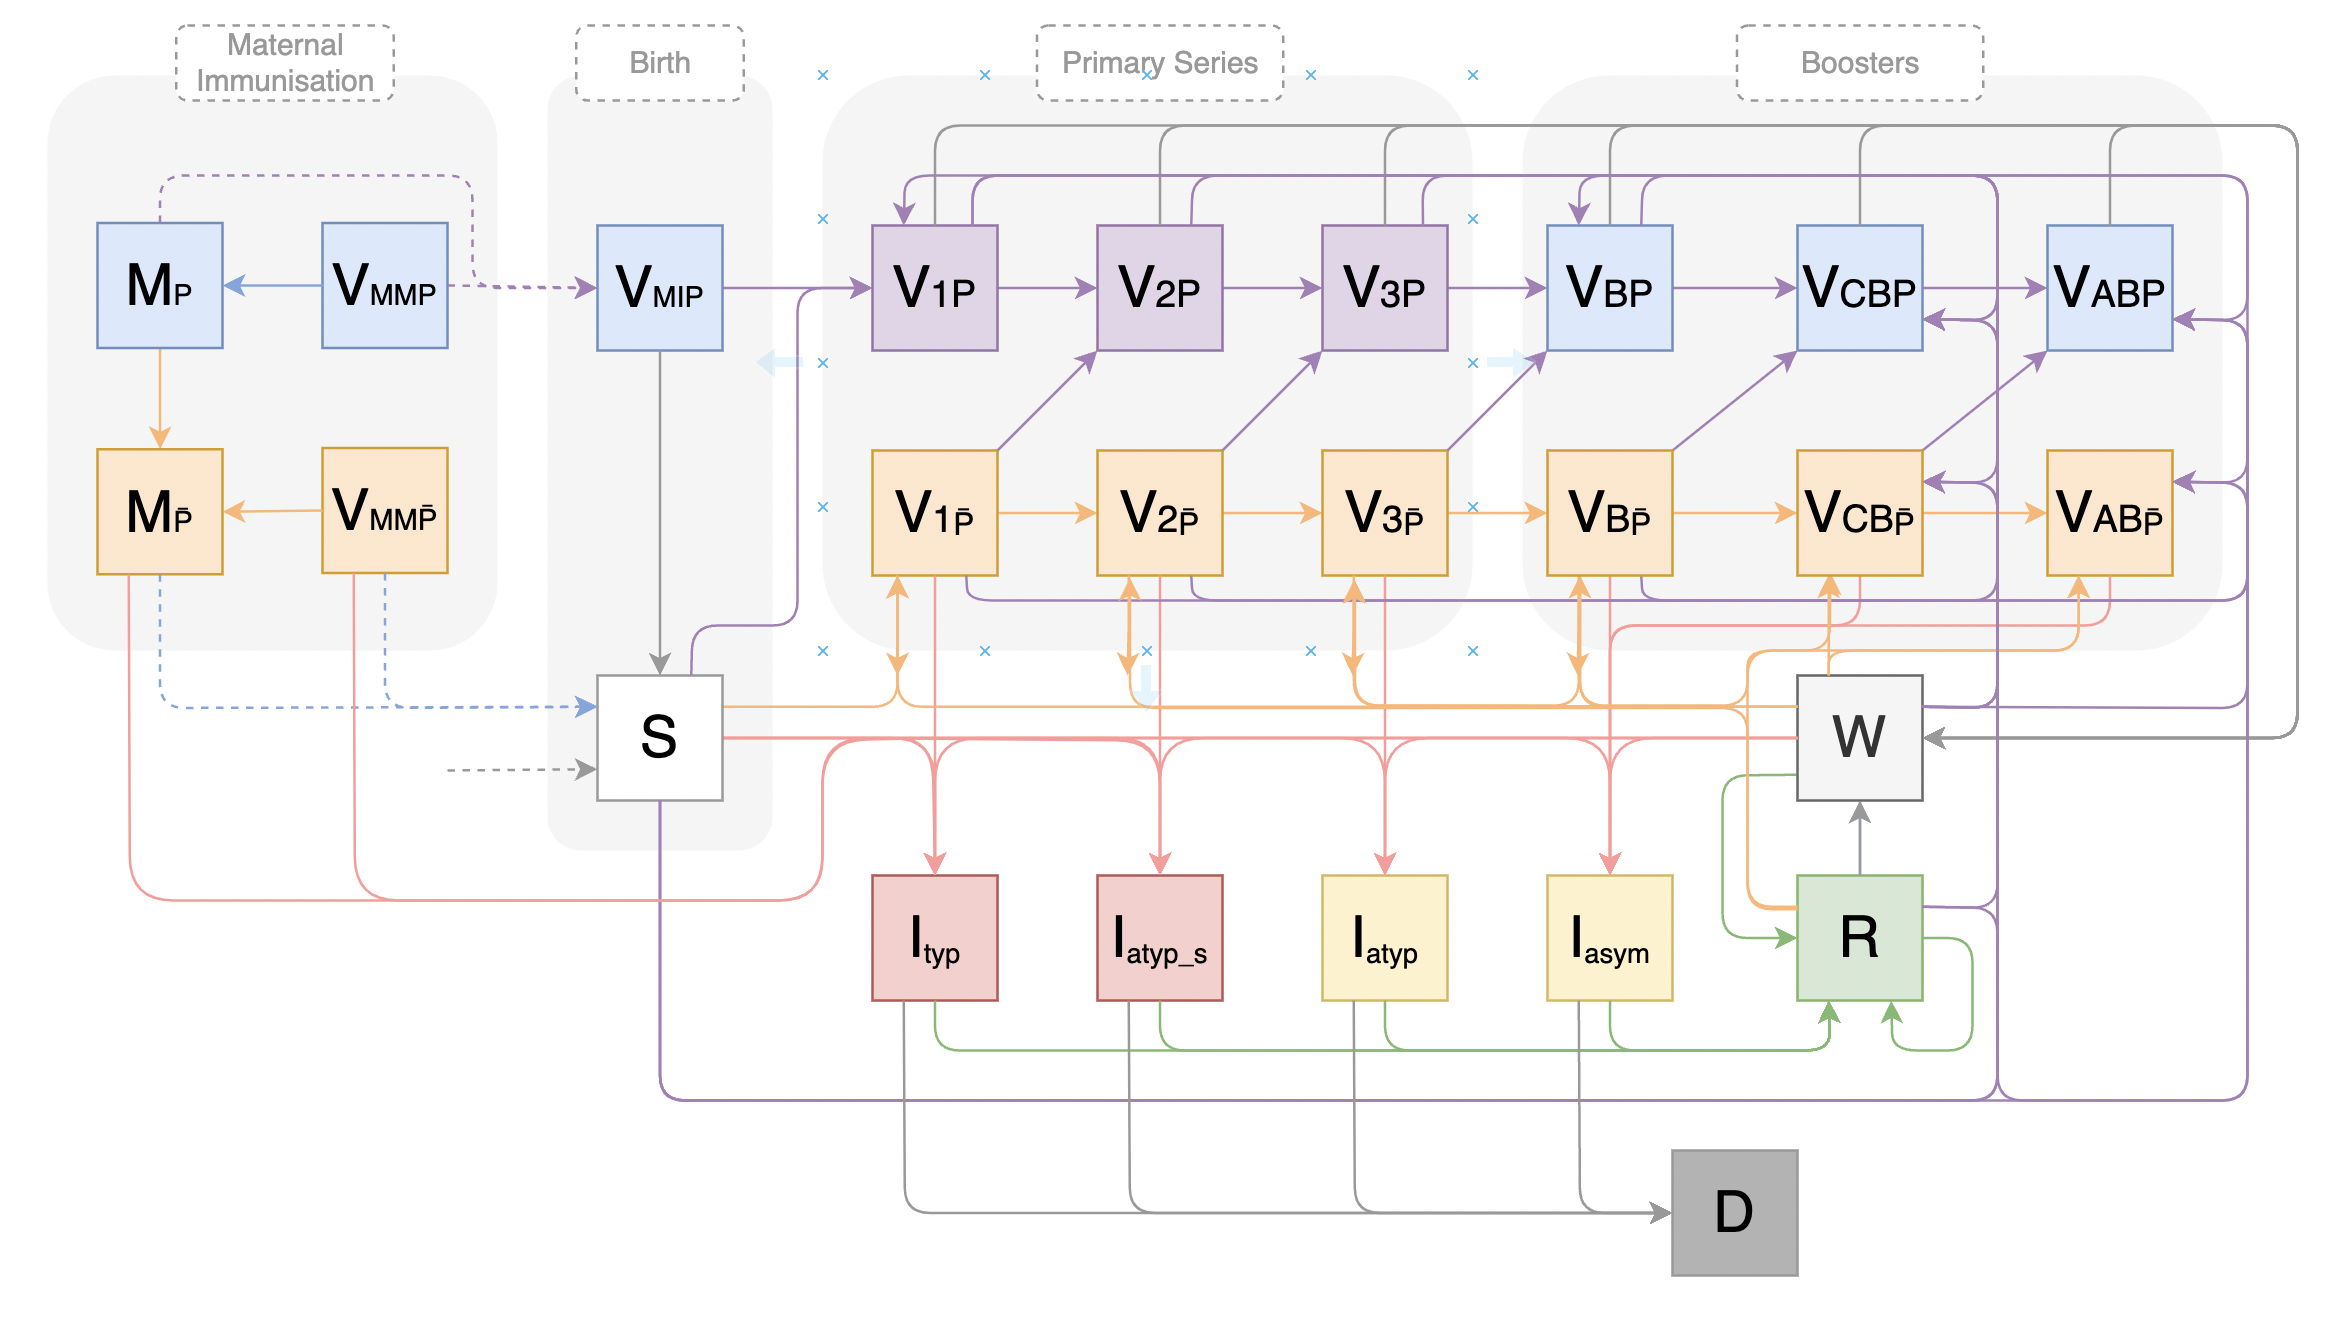 Maternal
Immunisation
Birth
Primary Series
Boosters
MP
VMMP
VMIP
V1P
V2P
V3P
VBP
VCBP
VABP
MP̄
VMMP̄
V1P̄
V2P̄
V3P̄
VBP̄
VCBP̄
VABP̄
S
W
Ityp
Iatyp_s
Iatyp
Iasym
R
D